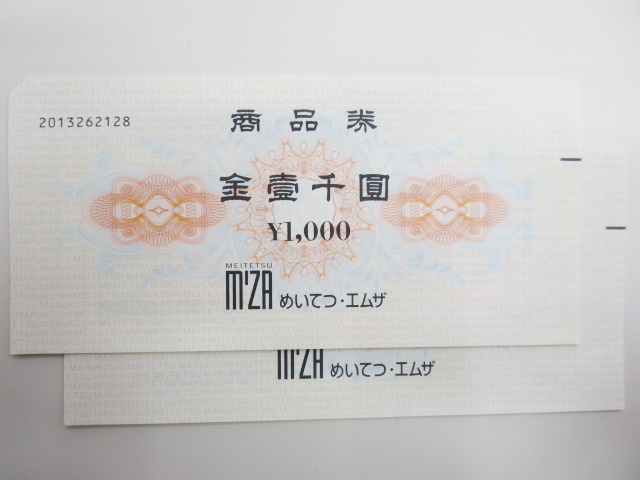 2013262128
商品券
金壹千圓
¥1,000
MEITETSU
M'ZA めいてつ・エムザ
M'ZA めいてつ・エムザ